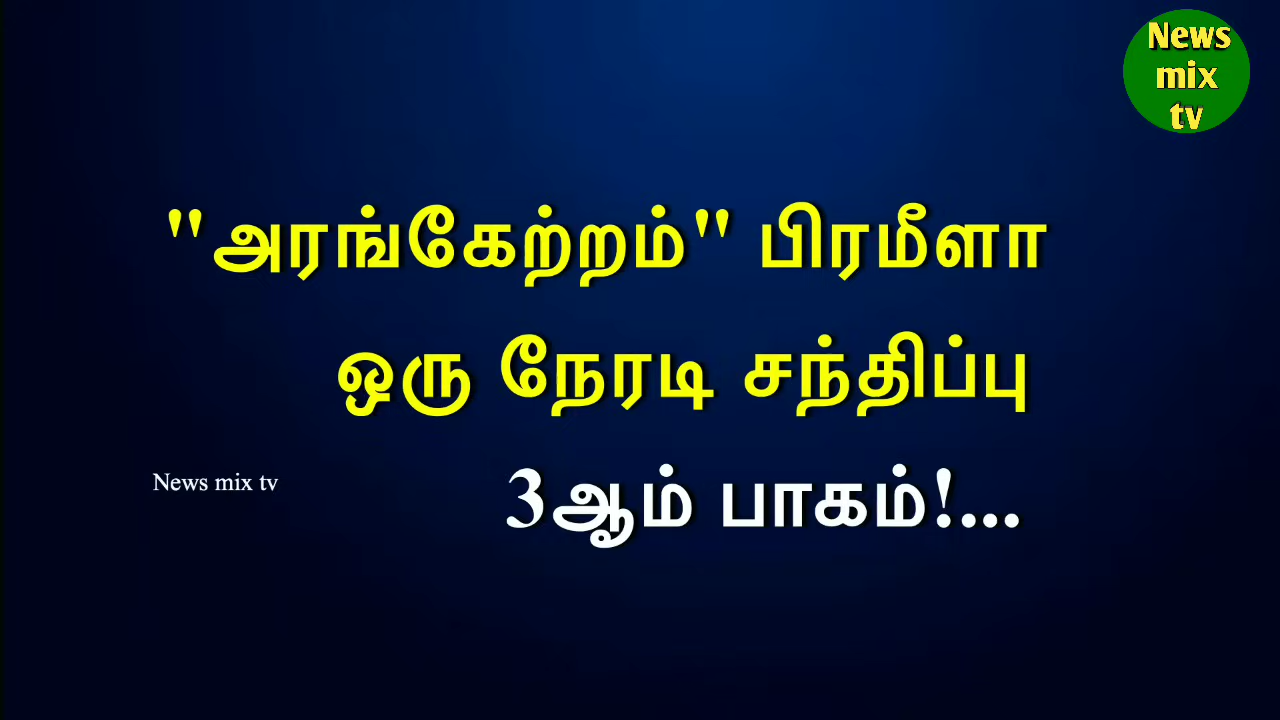 News
mix
tv
"அரங்கேற்றம்" பிரமீளா
ஒரு நேரடி சந்திப்பு
News mix tv
3ஆம் பாகம்!...